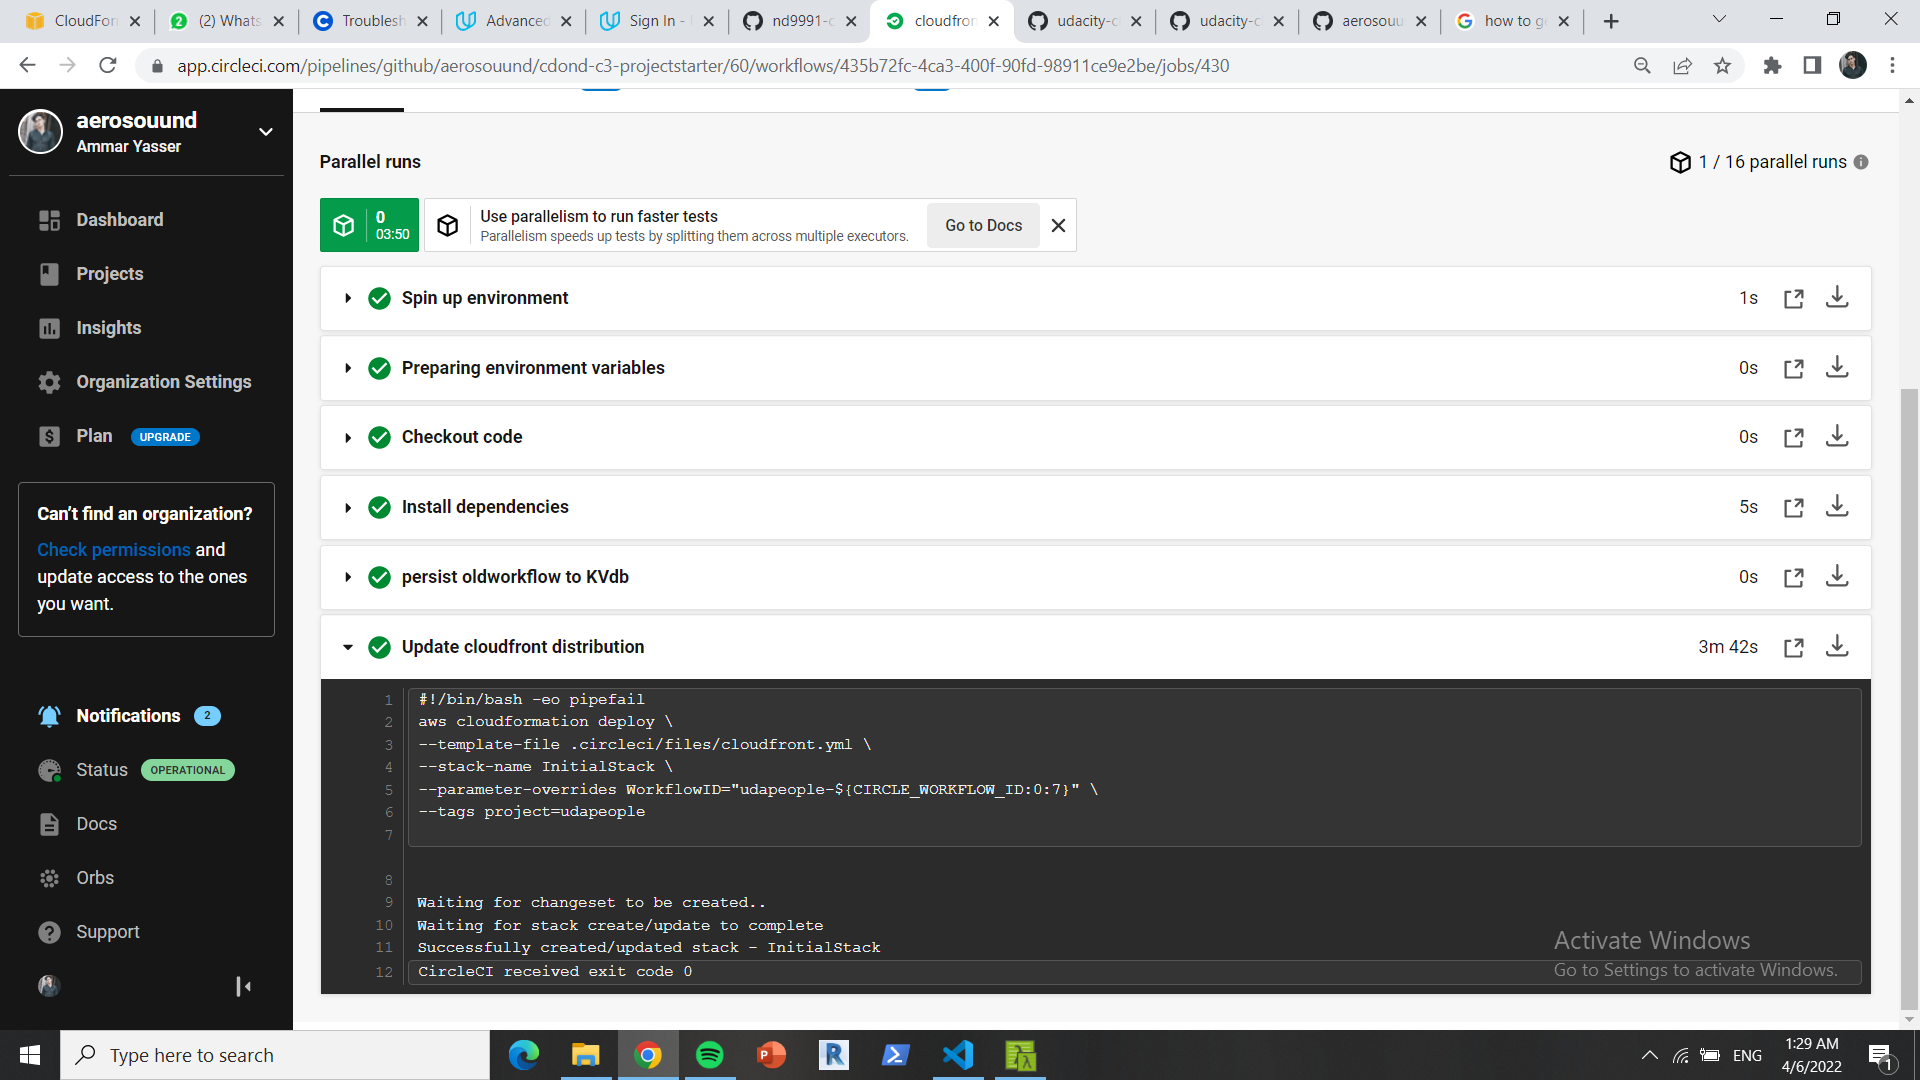 CloudFor
(2) Whats
Troublesh
Advanced
Sign In -
nd9991-c
cloudfron
udacity-c
udacity-c
aerosouu
how to ge
app.circleci.com/pipelines/github/aerosouund/cdond-c3-projectstarter/60/workflows/435b72fc-4ca3-400f-90fd-98911ce9e2be/jobs/430
aerosouund
Ammar Yasser
Dashboard
Projects
Insights
Organization Settings
Plan UPGRADE
Can't find an organization?
Check permissions and
update access to the ones
you want.
Notifications 2
Status OPERATIONAL
Docs
Orbs
Support
Parallel runs
1 / 16 parallel runs
0
03:50
Use parallelism to run faster tests
Parallelism speeds up tests by splitting them across multiple executors.
Go to Docs
Spin up environment 1s
Preparing environment variables 0s
Checkout code 0s
Install dependencies 5s
persist oldworkflow to KVdb 0s
Update cloudfront distribution 3m 42s
1 #!/bin/bash -eo pipefail
2 aws cloudformation deploy \
3 --template-file .circleci/files/cloudfront.yml \
4 --stack-name InitialStack \
5 --parameter-overrides WorkflowID="udapeople-${CIRCLE_WORKFLOW_ID:0:7}" \
6 --tags project=udapeople
7
8
9 Waiting for changeset to be created..
10 Waiting for stack create/update to complete
11 Successfully created/updated stack - InitialStack
12 CircleCI received exit code 0
Activate Windows
Go to Settings to activate Windows.
Type here to search
ENG
1:29 AM
4/6/2022
1